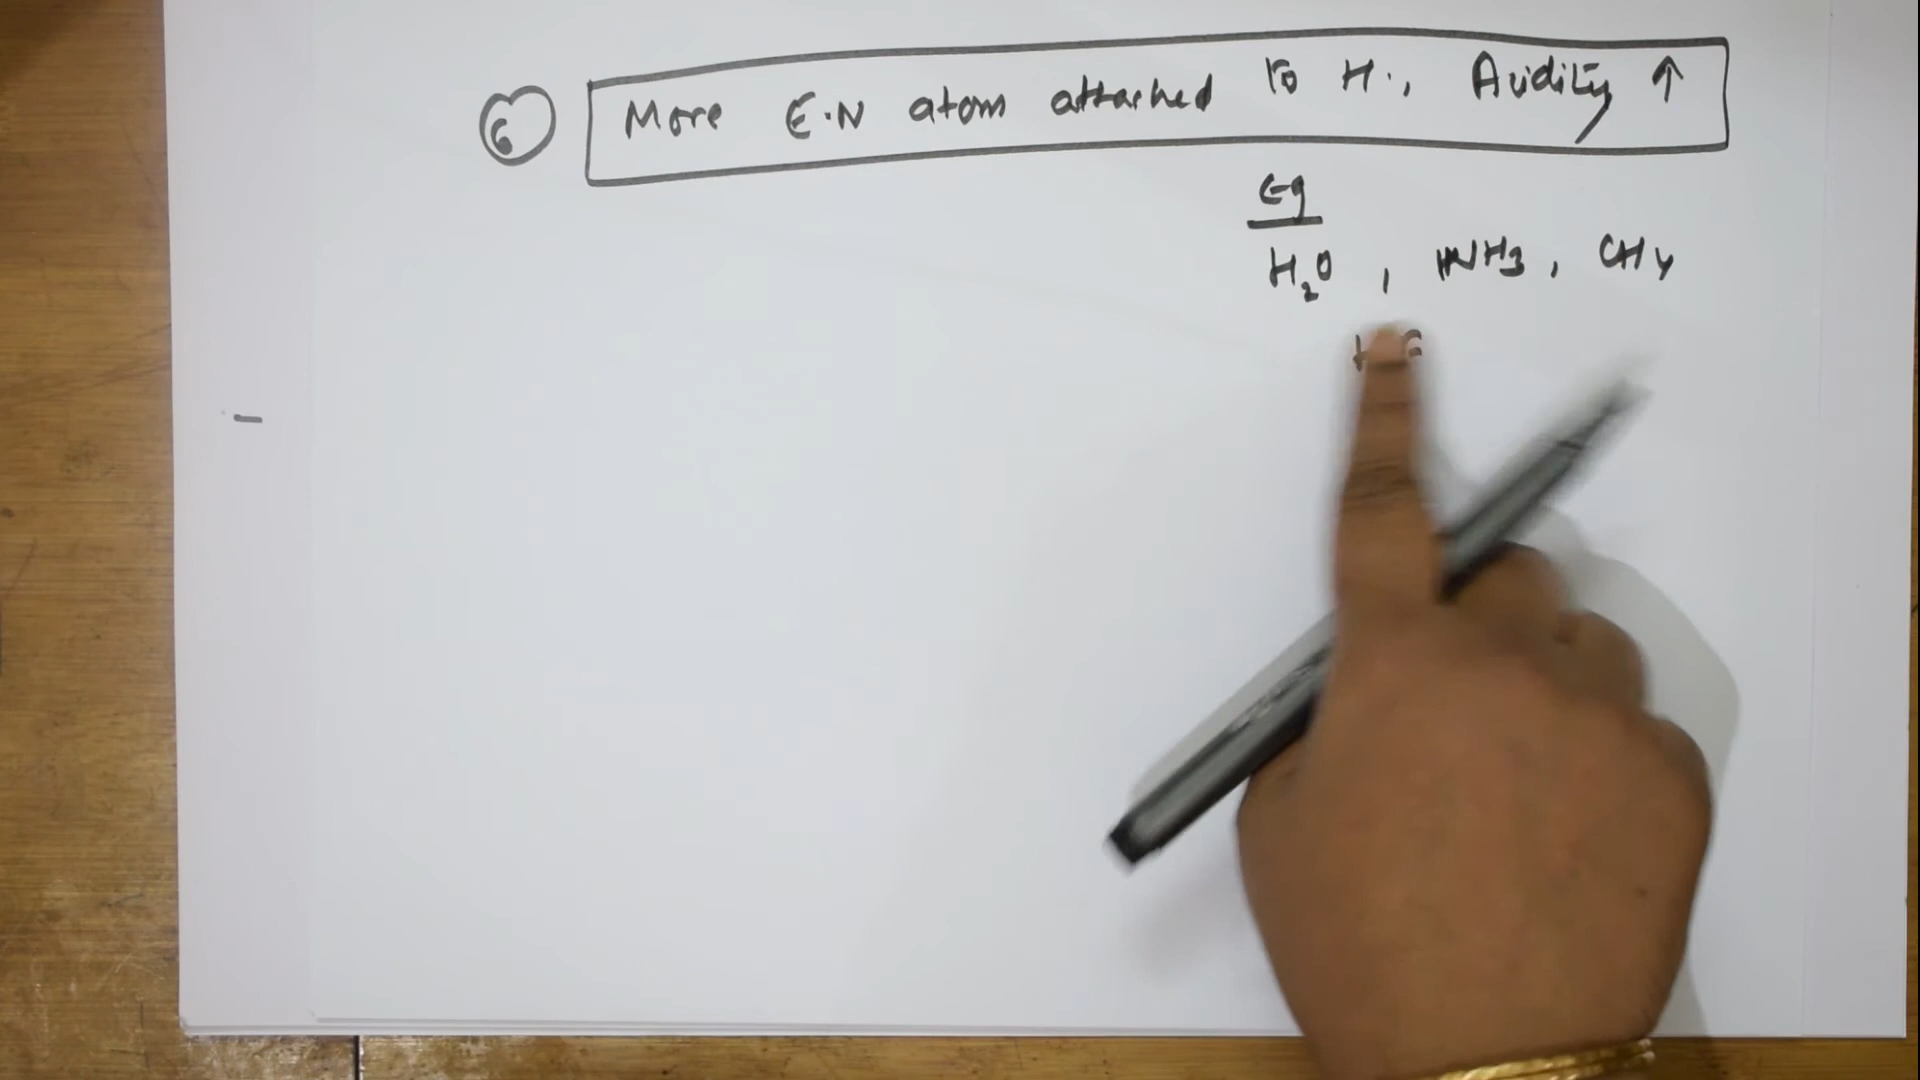 6 More E.N atom attached to H., Acidity ↑
Eg
H₂O , NH3, CH4